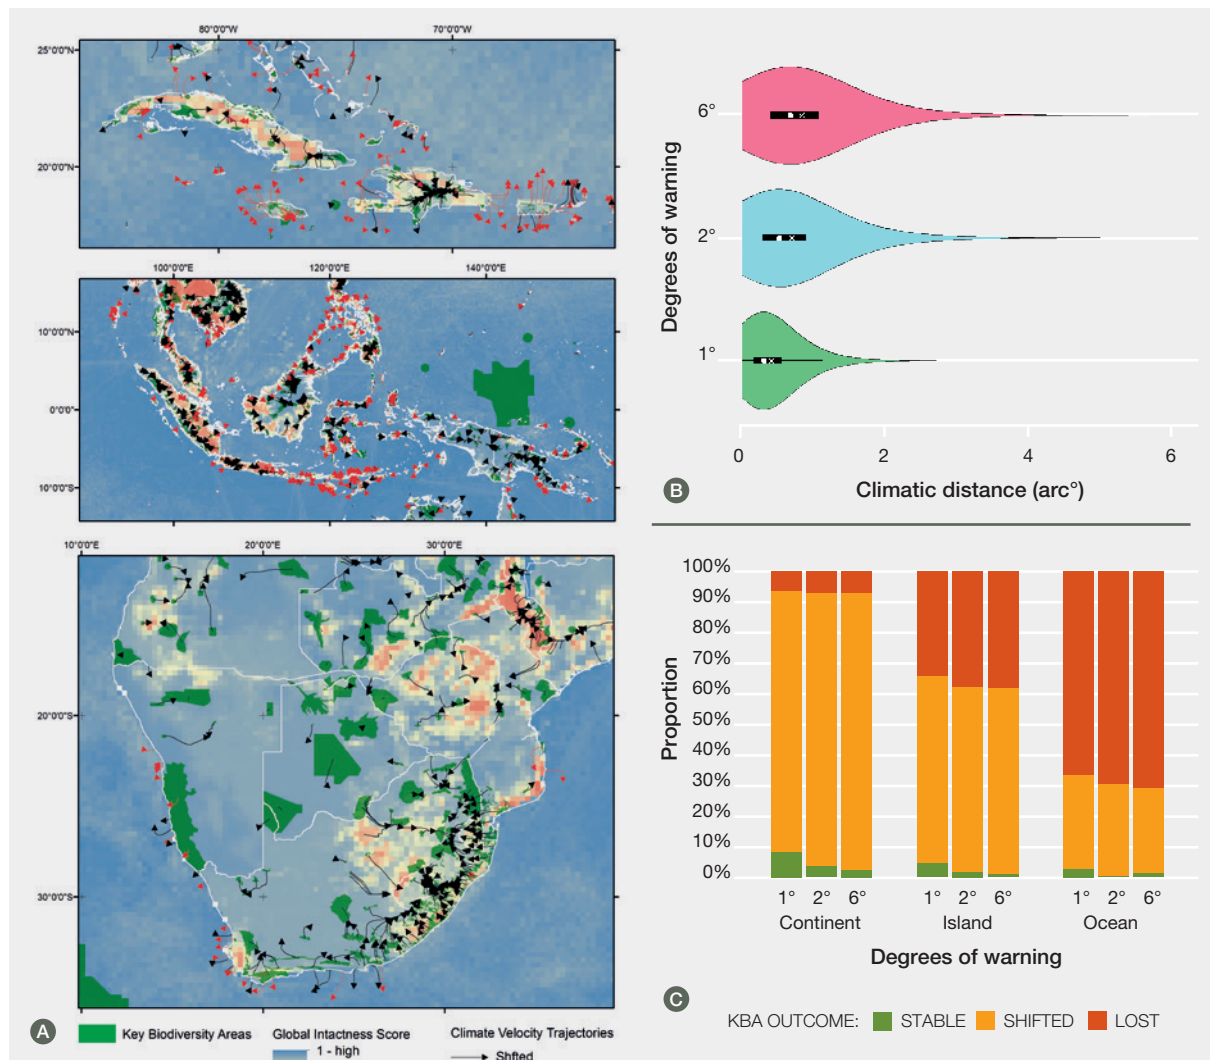 80°0'0"W 70°0'0"W
25°0'0"N
20°0'0"N
100°0'0"E 120°0'0"E 140°0'0"E
10°0'0"N
0°0'0"
10°0'0"S
10°0'0"E 20°0'0"E 30°0'0"E
20°0'0"S
30°0'0"S
A
Key Biodiversity Areas
Global Intactness Score
1 - high
Climate Velocity Trajectories
Shfted
Degrees of warning
6°
2°
1°
0 2 4 6
B
Climatic distance (arc°)
Proportion
100%
90%
80%
70%
60%
50%
40%
30%
20%
10%
0%
1° 2° 6° 1° 2° 6° 1° 2° 6°
Continent Island Ocean
Degrees of warning
C
KBA OUTCOME: STABLE SHIFTED LOST